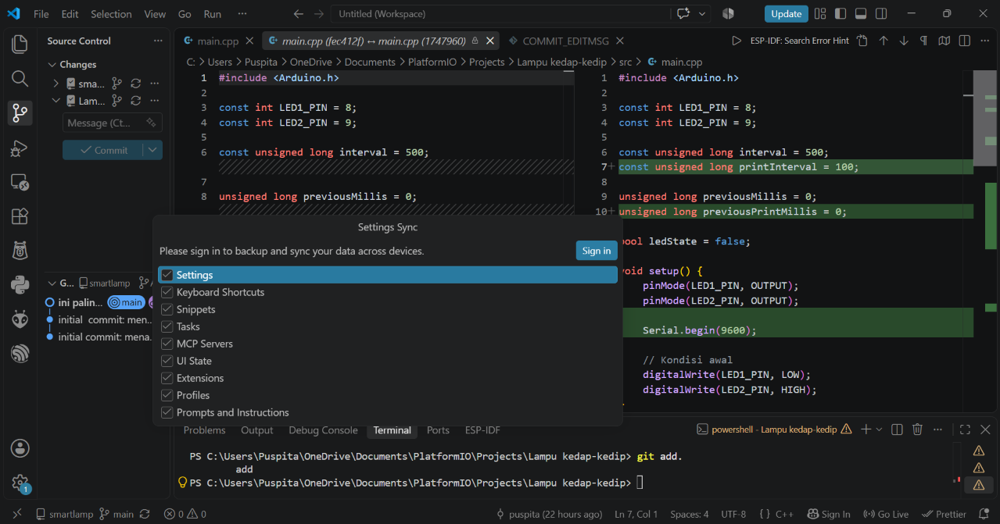 File Edit Selection View Go Run ··· Untitled (Workspace) Update
Source Control ···
main.cpp
main.cpp (fec412f) ↔ main.cpp (1747960)
COMMIT_EDITMSG
ESP-IDF: Search Error Hint
Changes
C: > Users > Puspita > OneDrive > Documents > PlatformIO > Projects > Lampu kedap-kedip > src > main.cpp
sma...
Lam...
Message (Ct...
Commit
1 #include <Arduino.h>
2
3 const int LED1_PIN = 8;
4 const int LED2_PIN = 9;
5
6 const unsigned long interval = 500;
7
8 unsigned long previousMillis = 0;
1 #include <Arduino.h>
2
3 const int LED1_PIN = 8;
4 const int LED2_PIN = 9;
5
6 const unsigned long interval = 500;
7+ const unsigned long printInterval = 100;
8
9 unsigned long previousMillis = 0;
10+ unsigned long previousPrintMillis = 0;
ool ledState = false;
oid setup() {
pinMode(LED1_PIN, OUTPUT);
pinMode(LED2_PIN, OUTPUT);
Serial.begin(9600);
// Kondisi awal
digitalWrite(LED1_PIN, LOW);
digitalWrite(LED2_PIN, HIGH);
Settings Sync
Please sign in to backup and sync your data across devices.
Sign in
Settings
Keyboard Shortcuts
Snippets
Tasks
MCP Servers
UI State
Extensions
Profiles
Prompts and Instructions
G... smartlamp
ini palin... main
initial commit: men...
initial commit: mena...
Problems Output Debug Console Terminal Ports ESP-IDF
powershell - Lampu kedap-kedip
PS C:\Users\Puspita\OneDrive\Documents\PlatformIO\Projects\Lampu kedap-kedip> git add.
add
PS C:\Users\Puspita\OneDrive\Documents\PlatformIO\Projects\Lampu kedap-kedip>
1
smartlamp main 0 0 puspita (22 hours ago) Ln 7, Col 1 Spaces: 4 UTF-8 {} C++ Sign In Go Live Prettier